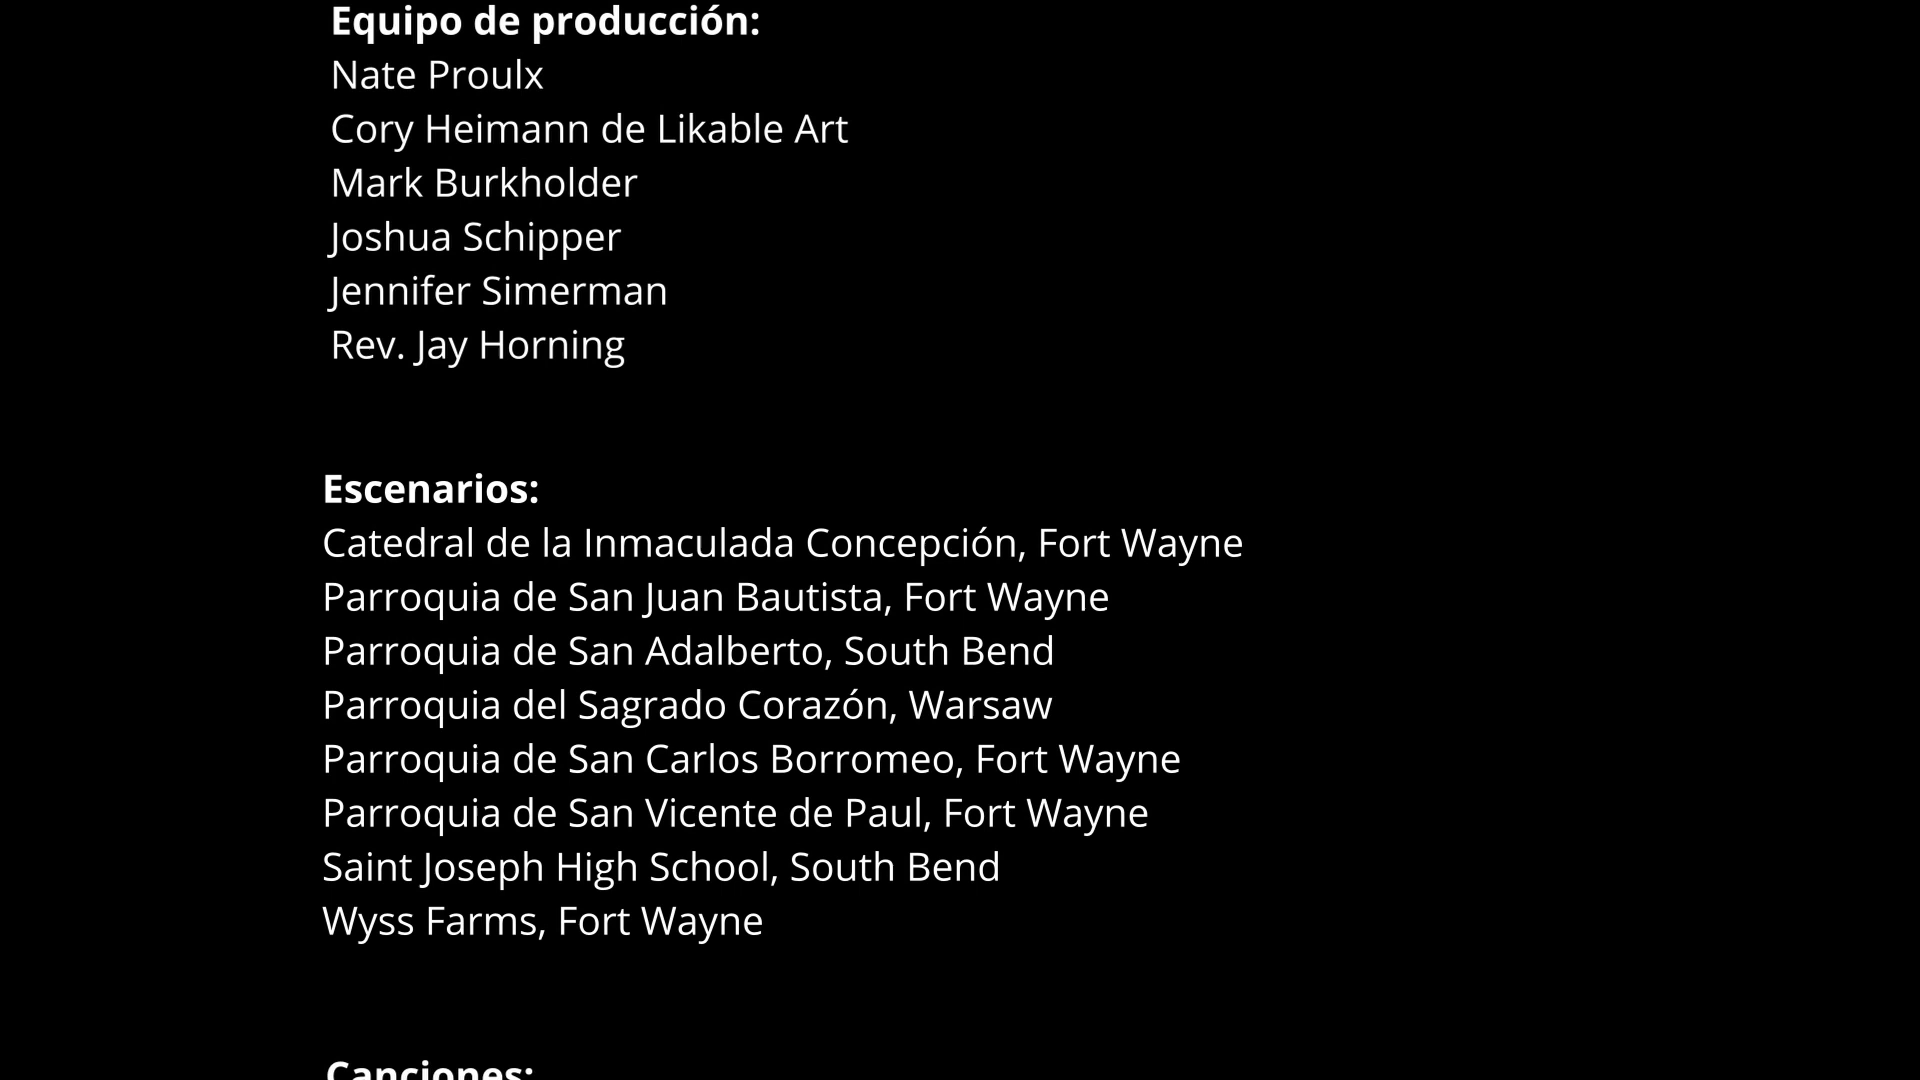 Equipo de producción:
Nate Proulx
Cory Heimann de Likable Art
Mark Burkholder
Joshua Schipper
Jennifer Simerman
Rev. Jay Horning
Escenarios:
Catedral de la Inmaculada Concepción, Fort Wayne
Parroquia de San Juan Bautista, Fort Wayne
Parroquia de San Adalberto, South Bend
Parroquia del Sagrado Corazón, Warsaw
Parroquia de San Carlos Borromeo, Fort Wayne
Parroquia de San Vicente de Paul, Fort Wayne
Saint Joseph High School, South Bend
Wyss Farms, Fort Wayne
Canciones: